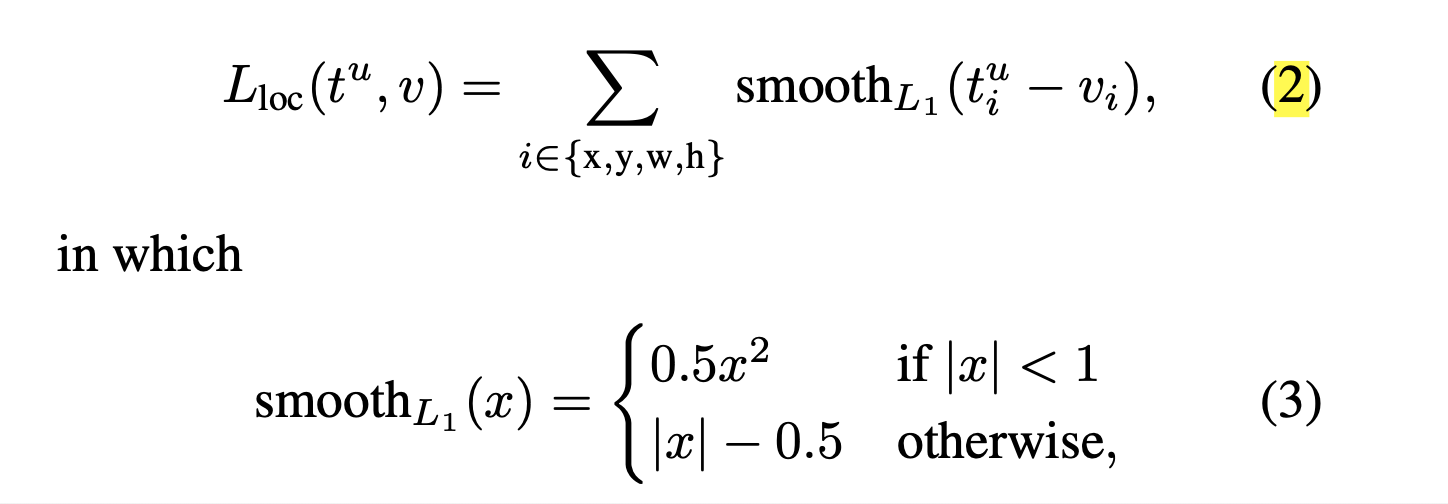 L_loc(t^u, v) = ∑_{i∈{x,y,w,h}} smooth_{L_1}(t_i^u − v_i), (2)
in which
smooth_{L_1}(x) = { 0.5x^2 if |x| < 1
|x| − 0.5 otherwise, (3)